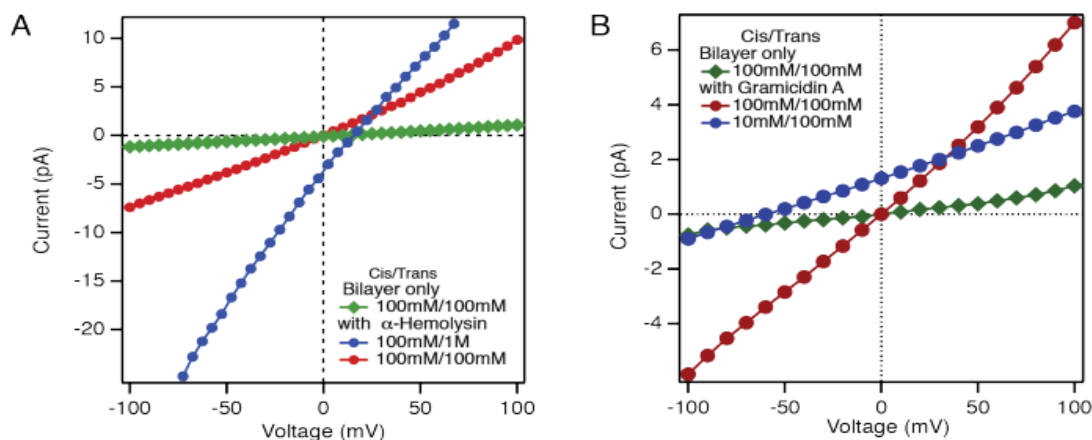 A
Current (pA)
10
5
0
-5
-10
-15
-20
Cis/Trans
Bilayer only
100mM/100mM
with α-Hemolysin
100mM/1M
100mM/100mM
-100 -50 0 50 100
Voltage (mV)
B
Current (pA)
6
4
2
0
-2
-4
Cis/Trans
Bilayer only
100mM/100mM
with Gramicidin A
100mM/100mM
10mM/100mM
-100 -50 0 50 100
Voltage (mV)